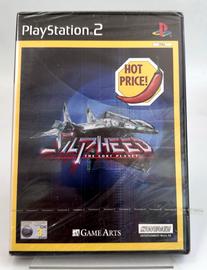 PlayStation 2
HOT
PRICE!
SILPHEED
THE LOST PLANET
GAME ARTS